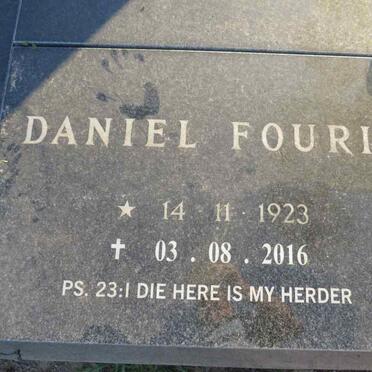 DANIEL FOURI
★ 14 . 11 . 1923
✝ 03 . 08 . 2016
PS. 23:1 DIE HERE IS MY HERDER